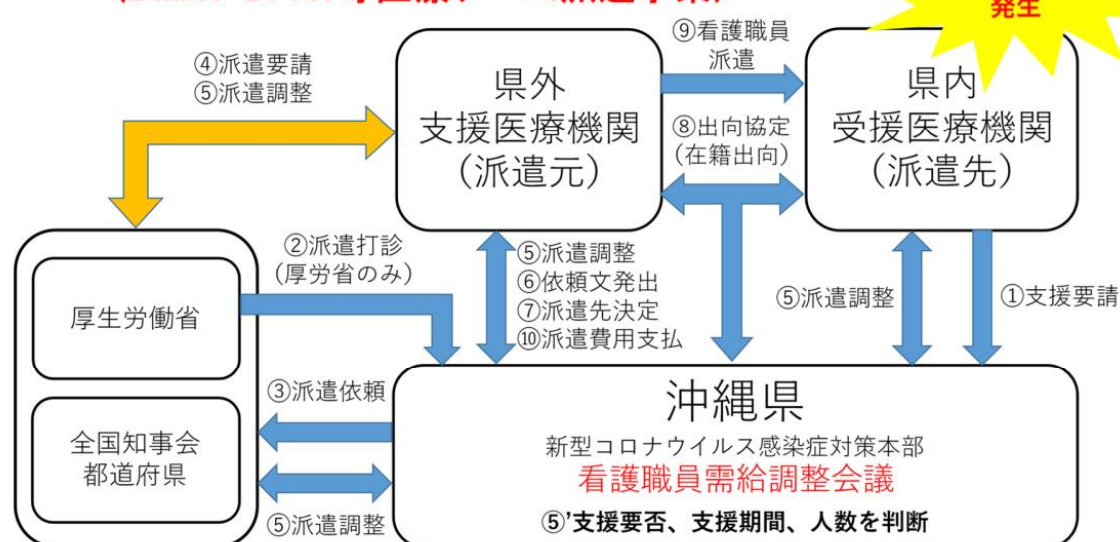 発生
⑨看護職員
派遣
④派遣要請
⑤派遣調整
県外
支援医療機関
(派遣元)
県内
受援医療機関
(派遣先)
⑧出向協定
(在籍出向)
②派遣打診
(厚労省のみ)
⑤派遣調整
⑥依頼文発出
⑦派遣先決定
⑩派遣費用支払
⑤派遣調整
①支援要請
厚生労働省
③派遣依頼
全国知事会
都道府県
⑤派遣調整
沖縄県
新型コロナウイルス感染症対策本部
看護職員需給調整会議
⑤’支援要否、支援期間、人数を判断